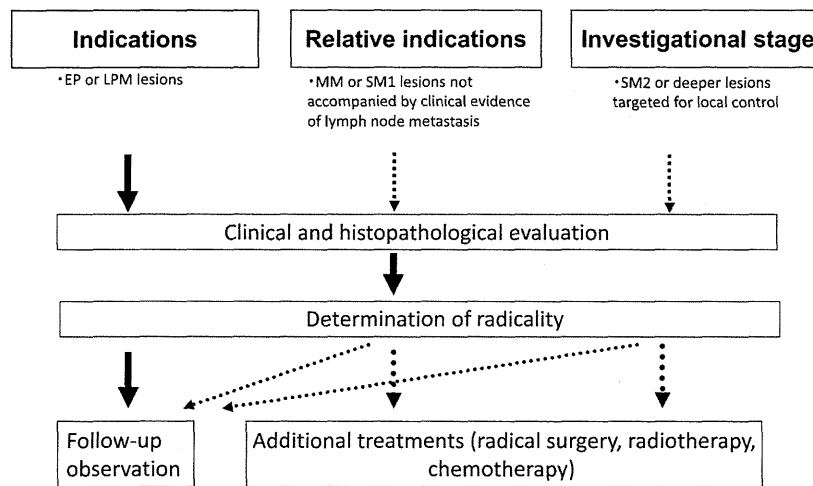 Indications
Relative indications
Investigational stage
・EP or LPM lesions
・MM or SM1 lesions not
accompanied by clinical evidence
of lymph node metastasis
・SM2 or deeper lesions
targeted for local control
Clinical and histopathological evaluation
Determination of radicality
Follow-up
observation
Additional treatments (radical surgery, radiotherapy,
chemotherapy)